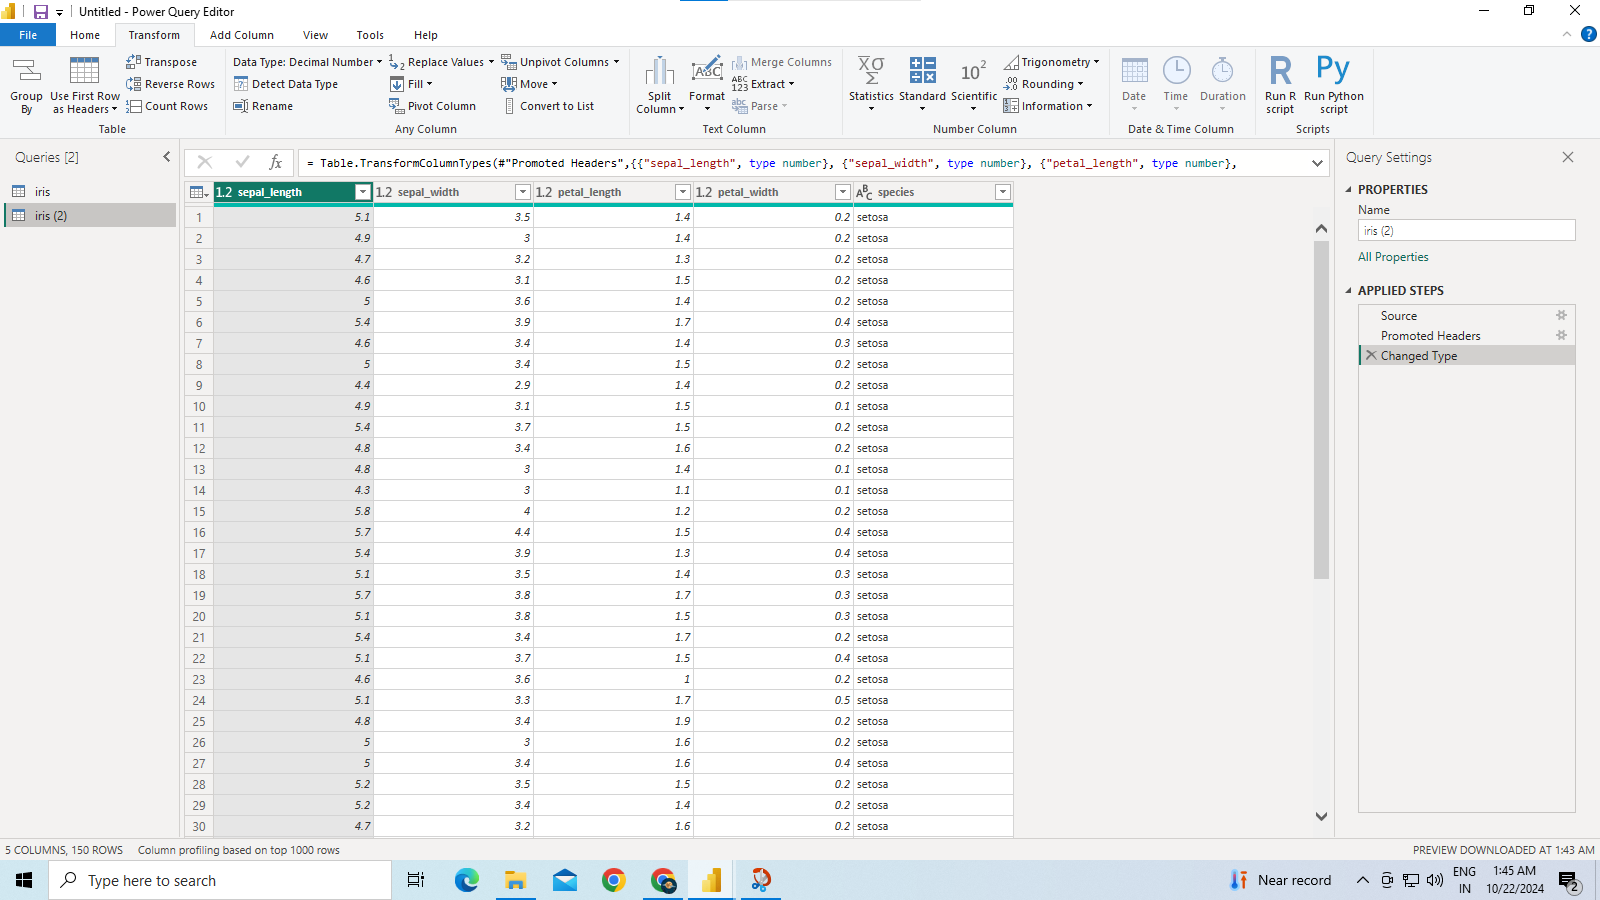 Untitled - Power Query Editor
File Home Transform Add Column View Tools Help
Group By
Use First Row as Headers
Transpose
Reverse Rows
Count Rows
Table
Data Type: Decimal Number
Detect Data Type
Rename
Replace Values
Fill
Pivot Column
Unpivot Columns
Move
Convert to List
Any Column
Split Column
Format
ABC
Merge Columns
ABC 123 Extract
abc Parse
Text Column
Χσ Σ
Statistics
Standard
10² Scientific
Trigonometry
.00 .0 Rounding
Information
Number Column
Date
Time
Duration
Date & Time Column
R
Run R script
Py
Run Python script
Scripts
?
Queries [2]
iris
iris (2)
fx
= Table.TransformColumnTypes(#"Promoted Headers",{{"sepal_length", type number}, {"sepal_width", type number}, {"petal_length", type number},
1.2 sepal_length 1.2 sepal_width 1.2 petal_length 1.2 petal_width ABC species
1 5.1 3.5 1.4 0.2 setosa
2 4.9 3 1.4 0.2 setosa
3 4.7 3.2 1.3 0.2 setosa
4 4.6 3.1 1.5 0.2 setosa
5 5 3.6 1.4 0.2 setosa
6 5.4 3.9 1.7 0.4 setosa
7 4.6 3.4 1.4 0.3 setosa
8 5 3.4 1.5 0.2 setosa
9 4.4 2.9 1.4 0.2 setosa
10 4.9 3.1 1.5 0.1 setosa
11 5.4 3.7 1.5 0.2 setosa
12 4.8 3.4 1.6 0.2 setosa
13 4.8 3 1.4 0.1 setosa
14 4.3 3 1.1 0.1 setosa
15 5.8 4 1.2 0.2 setosa
16 5.7 4.4 1.5 0.4 setosa
17 5.4 3.9 1.3 0.4 setosa
18 5.1 3.5 1.4 0.3 setosa
19 5.7 3.8 1.7 0.3 setosa
20 5.1 3.8 1.5 0.3 setosa
21 5.4 3.4 1.7 0.2 setosa
22 5.1 3.7 1.5 0.4 setosa
23 4.6 3.6 1 0.2 setosa
24 5.1 3.3 1.7 0.5 setosa
25 4.8 3.4 1.9 0.2 setosa
26 5 3 1.6 0.2 setosa
27 5 3.4 1.6 0.4 setosa
28 5.2 3.5 1.5 0.2 setosa
29 5.2 3.4 1.4 0.2 setosa
30 4.7 3.2 1.6 0.2 setosa
Query Settings
PROPERTIES
Name
iris (2)
All Properties
APPLIED STEPS
Source
Promoted Headers
Changed Type
5 COLUMNS, 150 ROWS Column profiling based on top 1000 rows
PREVIEW DOWNLOADED AT 1:43 AM
Type here to search
Near record
ENG
IN
1:45 AM
10/22/2024
2